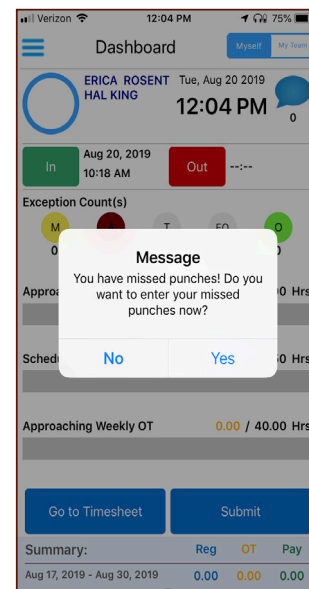 Verizon 12:04 PM 75%
Dashboard Myself My Team
ERICA ROSENT Tue, Aug 20 2019
HAL KING 12:04 PM
0
In Aug 20, 2019 Out --:--
10:18 AM
Exception Count(s)
M T EO O
0
Message
You have missed punches! Do you
want to enter your missed
punches now?
No Yes
Approaching Weekly OT 0.00 / 40.00 Hrs
Go to Timesheet Submit
Summary: Reg OT Pay
Aug 17, 2019 - Aug 30, 2019 0.00 0.00 0.00